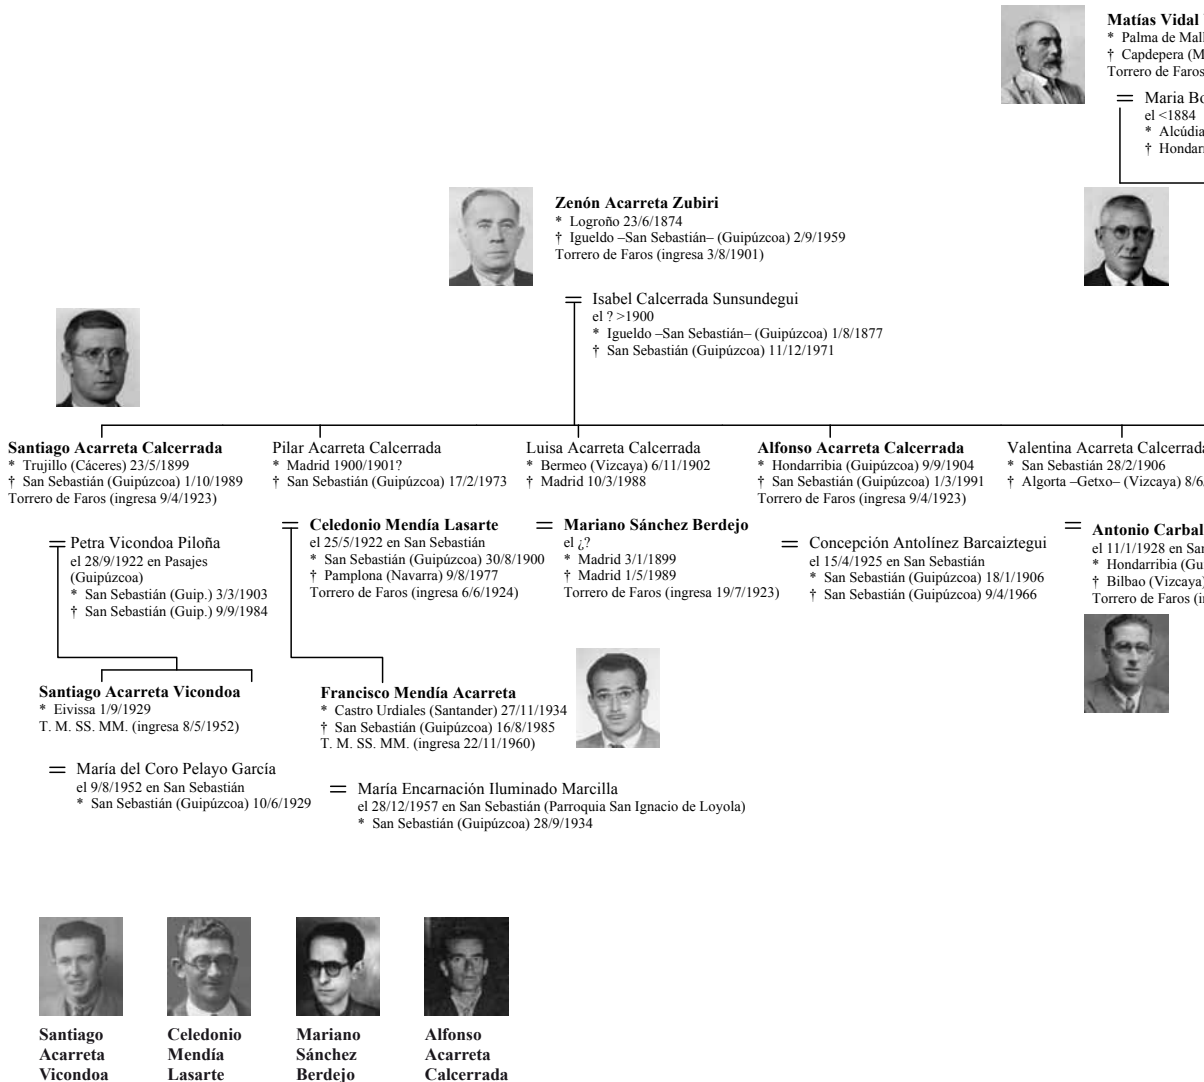 Matías Vidal
* Palma de Mall
† Capdepera (M
Torrero de Faros
= Maria Bo
el <1884
* Alcúdia
† Hondarr
Zenón Acarreta Zubiri
* Logroño 23/6/1874
† Igueldo –San Sebastián– (Guipúzcoa) 2/9/1959
Torrero de Faros (ingresa 3/8/1901)
= Isabel Calcerrada Sunsundegui
el ? >1900
* Igueldo –San Sebastián– (Guipúzcoa) 1/8/1877
† San Sebastián (Guipúzcoa) 11/12/1971
Santiago Acarreta Calcerrada
* Trujillo (Cáceres) 23/5/1899
† San Sebastián (Guipúzcoa) 1/10/1989
Torrero de Faros (ingresa 9/4/1923)
= Petra Vicondoa Piloña
el 28/9/1922 en Pasajes
(Guipúzcoa)
* San Sebastián (Guip.) 3/3/1903
† San Sebastián (Guip.) 9/9/1984
Pilar Acarreta Calcerrada
* Madrid 1900/1901?
† San Sebastián (Guipúzcoa) 17/2/1973
= Celedonio Mendía Lasarte
el 25/5/1922 en San Sebastián
* San Sebastián (Guipúzcoa) 30/8/1900
† Pamplona (Navarra) 9/8/1977
Torrero de Faros (ingresa 6/6/1924)
Luisa Acarreta Calcerrada
* Bermeo (Vizcaya) 6/11/1902
† Madrid 10/3/1988
= Mariano Sánchez Berdejo
el ¿?
* Madrid 3/1/1899
† Madrid 1/5/1989
Torrero de Faros (ingresa 19/7/1923)
Alfonso Acarreta Calcerrada
* Hondarribia (Guipúzcoa) 9/9/1904
† San Sebastián (Guipúzcoa) 1/3/1991
Torrero de Faros (ingresa 9/4/1923)
= Concepción Antolínez Barcaiztegui
el 15/4/1925 en San Sebastián
* San Sebastián (Guipúzcoa) 18/1/1906
† San Sebastián (Guipúzcoa) 9/4/1966
Valentina Acarreta Calcerrada
* San Sebastián 28/2/1906
† Algorta –Getxo– (Vizcaya) 8/6
= Antonio Carbal
el 11/1/1928 en San
* Hondarribia (Gui
† Bilbao (Vizcaya)
Torrero de Faros (in
Santiago Acarreta Vicondoa
* Eivissa 1/9/1929
T. M. SS. MM. (ingresa 8/5/1952)
= María del Coro Pelayo García
el 9/8/1952 en San Sebastián
* San Sebastián (Guipúzcoa) 10/6/1929
Francisco Mendía Acarreta
* Castro Urdiales (Santander) 27/11/1934
† San Sebastián (Guipúzcoa) 16/8/1985
T. M. SS. MM. (ingresa 22/11/1960)
= María Encarnación Iluminado Marcilla
el 28/12/1957 en San Sebastián (Parroquia San Ignacio de Loyola)
* San Sebastián (Guipúzcoa) 28/9/1934
Santiago
Acarreta
Vicondoa
Celedonio
Mendía
Lasarte
Mariano
Sánchez
Berdejo
Alfonso
Acarreta
Calcerrada